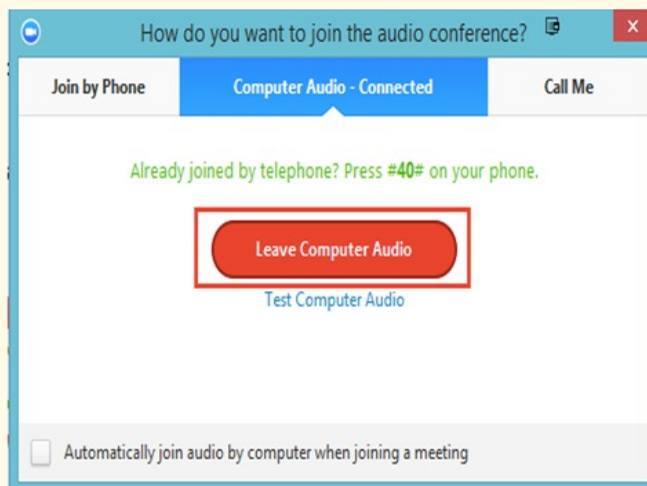 How do you want to join the audio conference?
x
Join by Phone Computer Audio - Connected Call Me
Already joined by telephone? Press #40# on your phone.
Leave Computer Audio
Test Computer Audio
Automatically join audio by computer when joining a meeting